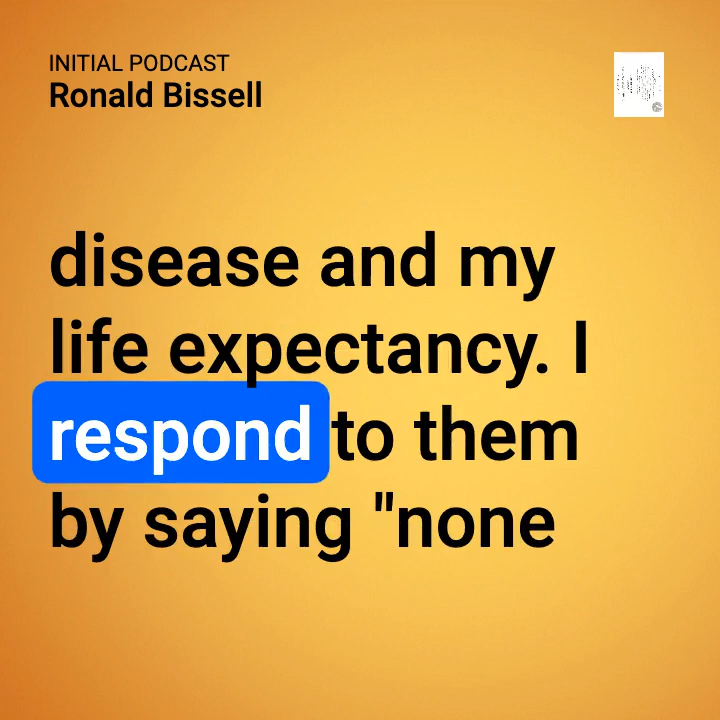 INITIAL PODCAST
Ronald Bissell
disease and my
life expectancy. I
respond to them
by saying "none